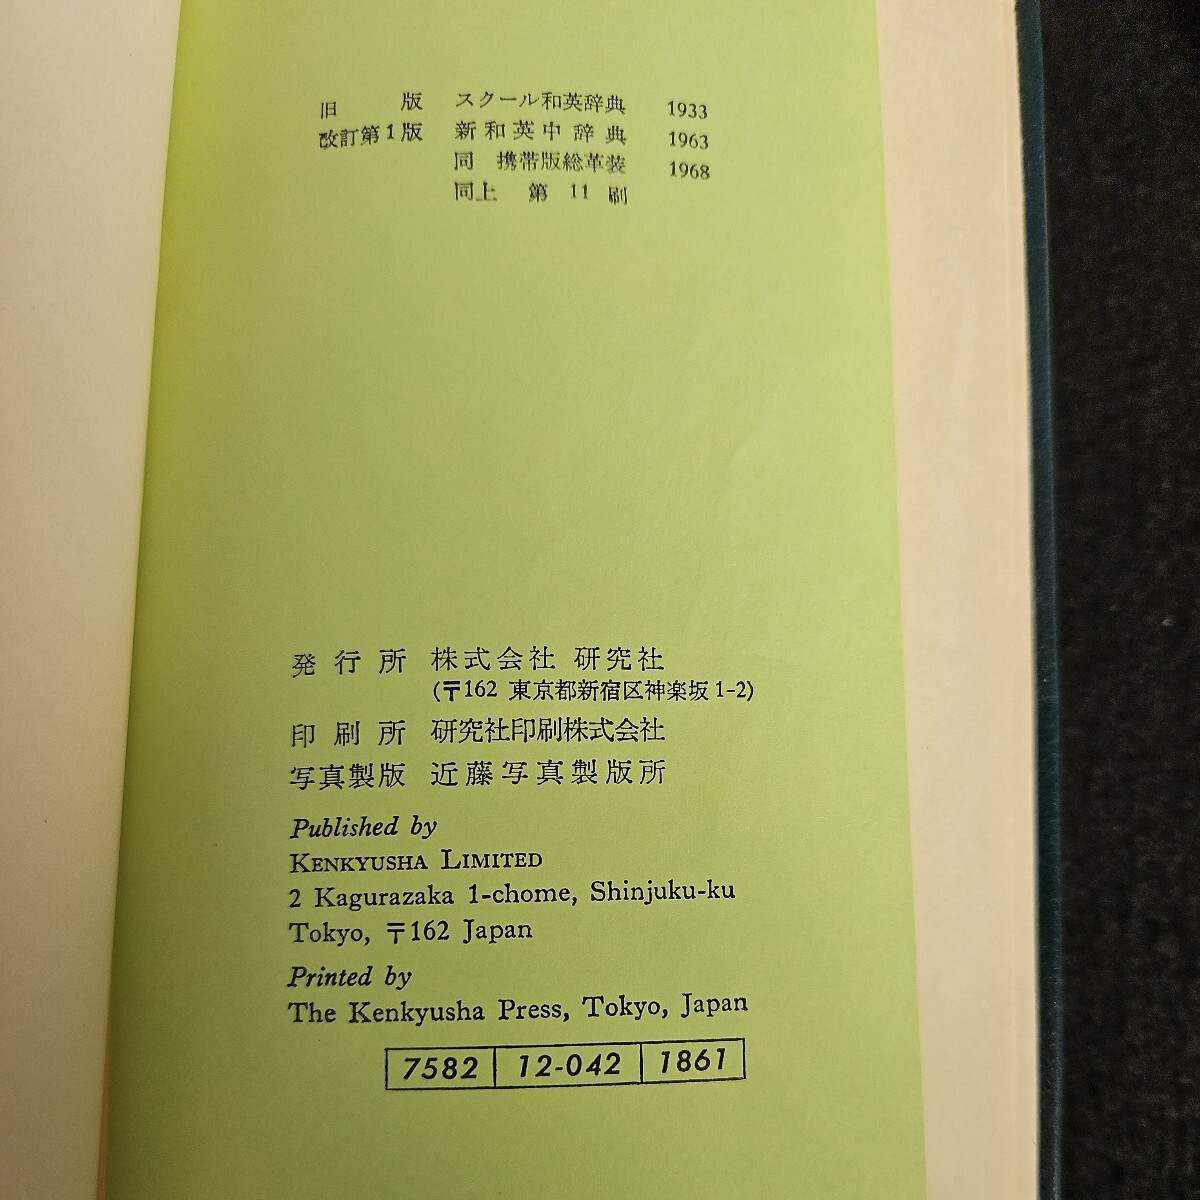 旧版 スクール和英辞典 1933
改訂第1版 新和英中辞典 1963
同 携帯版総革装 1968
同上 第11刷
発行所 株式会社 研究社
(〒162 東京都新宿区神楽坂1-2)
印刷所 研究社印刷株式会社
写真製版 近藤写真製版所
Published by
KENKYUSHA LIMITED
2 Kagurazaka 1-chome, Shinjuku-ku
Tokyo, 〒162 Japan
Printed by
The Kenkyusha Press, Tokyo, Japan
7582 12-042 1861